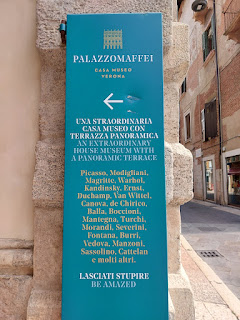 PALAZZOMAFFEI
CASA MUSEO
VERONA
UNA STRAORDINARIA
CASA MUSEO CON
TERRAZZA PANORAMICA
AN EXTRAORDINARY
HOUSE MUSEUM WITH
A PANORAMIC TERRACE
Picasso, Modigliani,
Magritte, Warhol,
Kandinsky, Ernst,
Duchamp, Van Wittel,
Canova, de Chirico,
Balla, Boccioni,
Mantegna, Turchi,
Morandi, Severini,
Fontana, Burri,
Vedova, Manzoni,
Sassolino, Cattelan
e molti altri.
LASCIATI STUPIRE
BE AMAZED